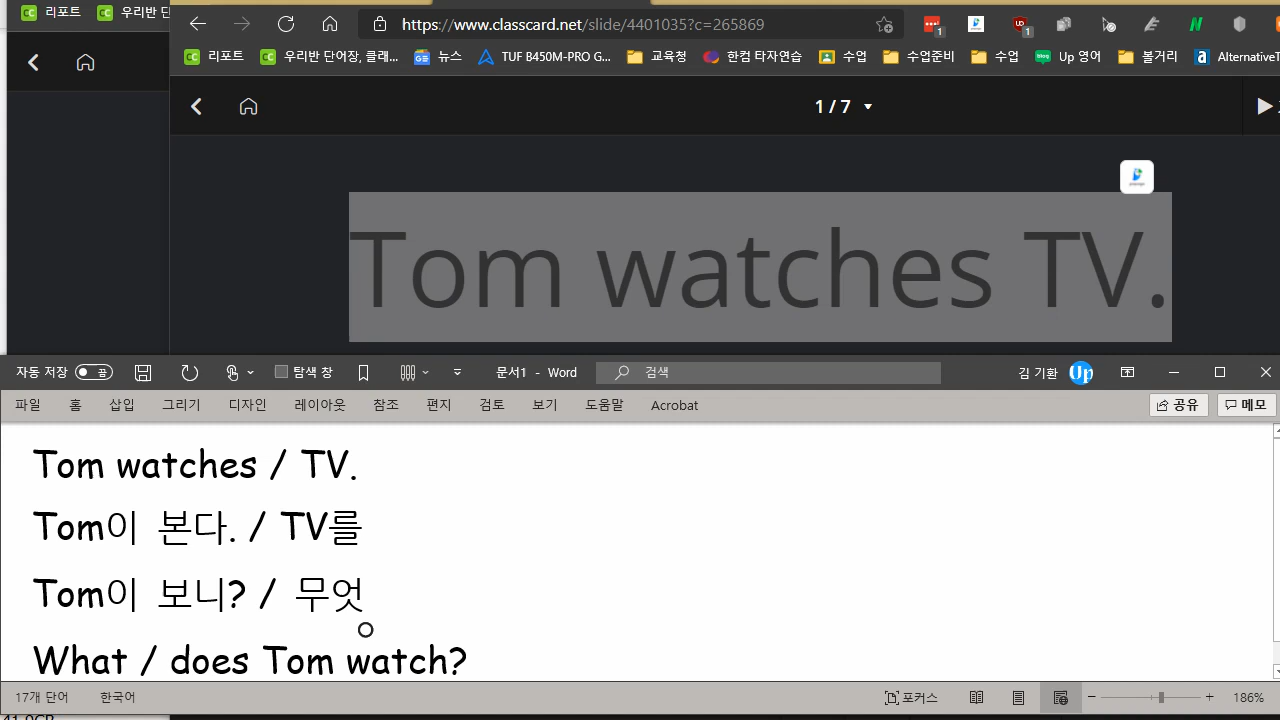 리포트 우리반 단
https://www.classcard.net/slide/4401035?c=265869
리포트 우리반 단어장, 클래... 뉴스 TUF B450M-PRO G... 교육청 한컴 타자연습 수업 수업준비 수업 Up 영어 볼거리 AlternativeT
1 / 7
Tom watches TV.
자동 저장 끔 탐색 창 문서1 - Word 검색 김 기환 Up
파일 홈 삽입 그리기 디자인 레이아웃 참조 편지 검토 보기 도움말 Acrobat 공유 메모
Tom watches / TV.
Tom이 본다. / TV를
Tom이 보니? / 무엇
What / does Tom watch?
17개 단어 한국어 포커스 186%